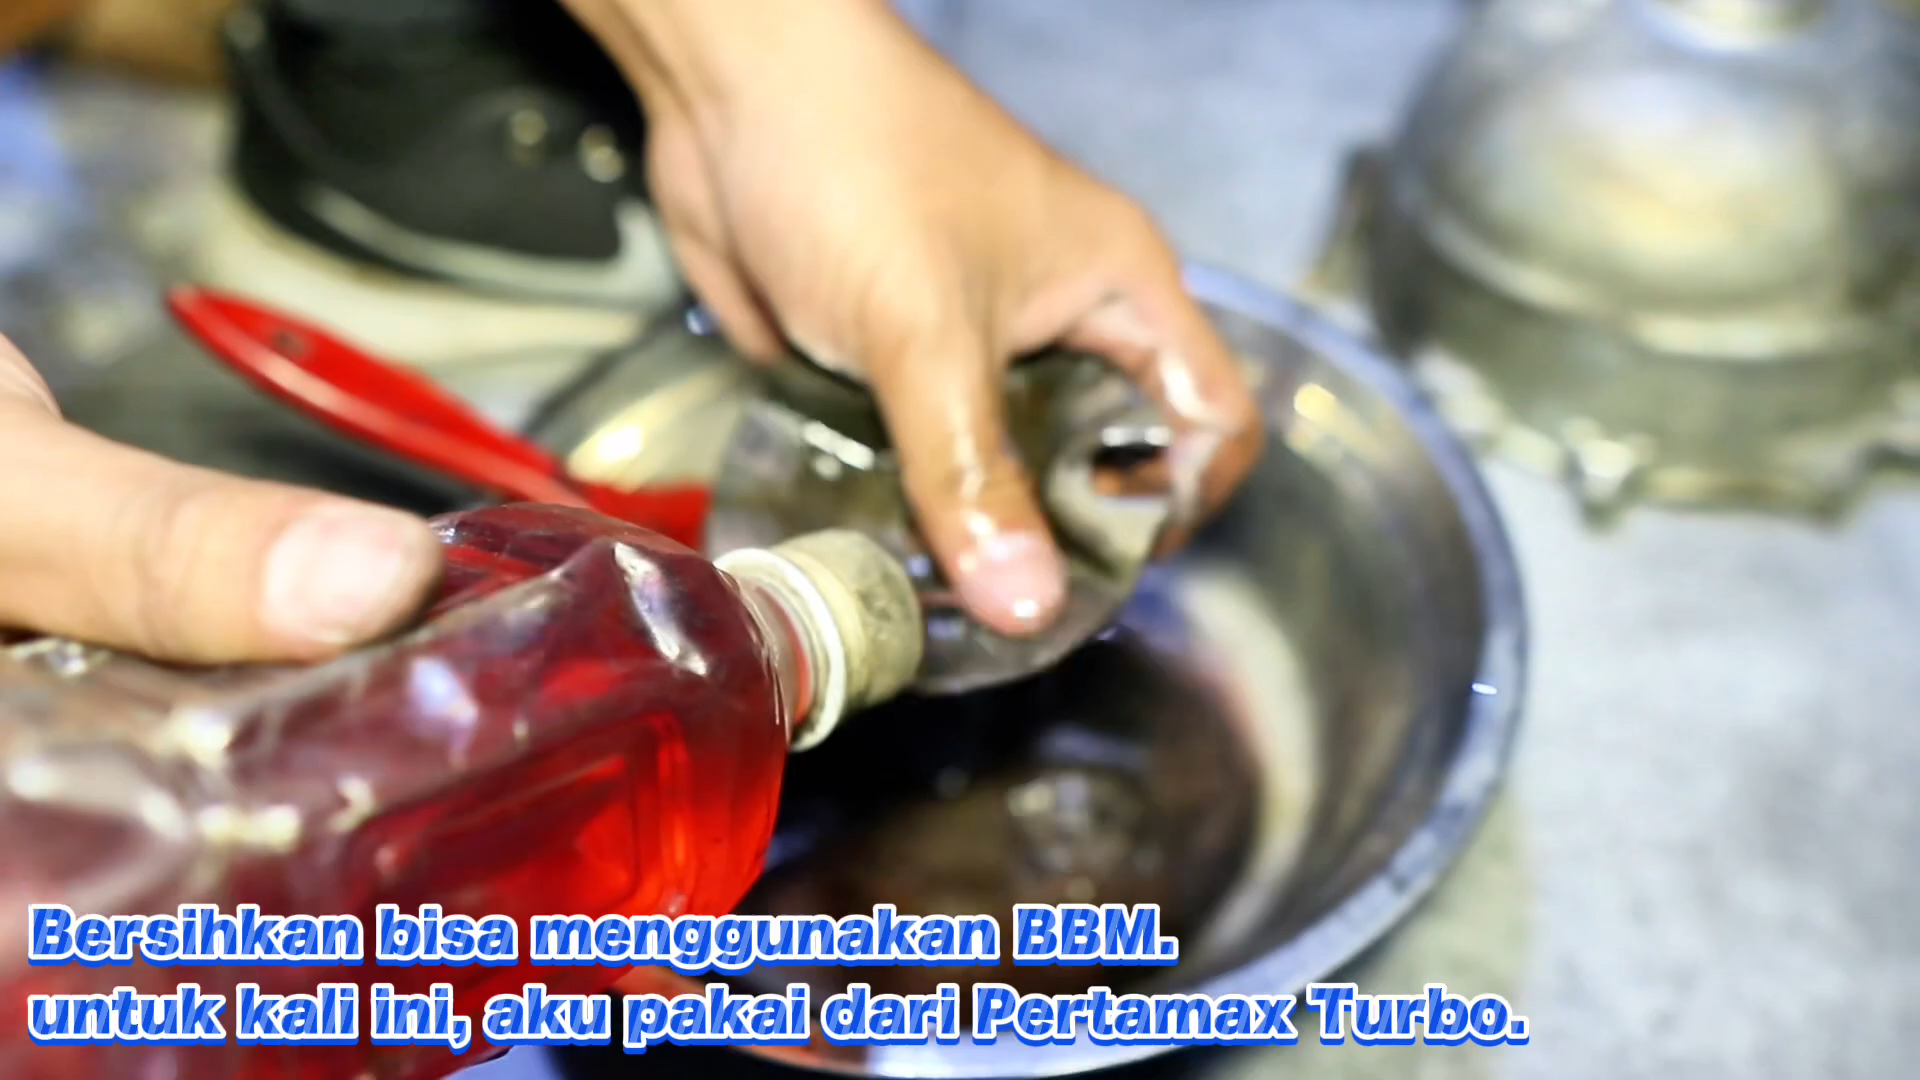 Bersihkan bisa menggunakan BBM.
untuk kali ini, aku pakai dari Pertamax Turbo.